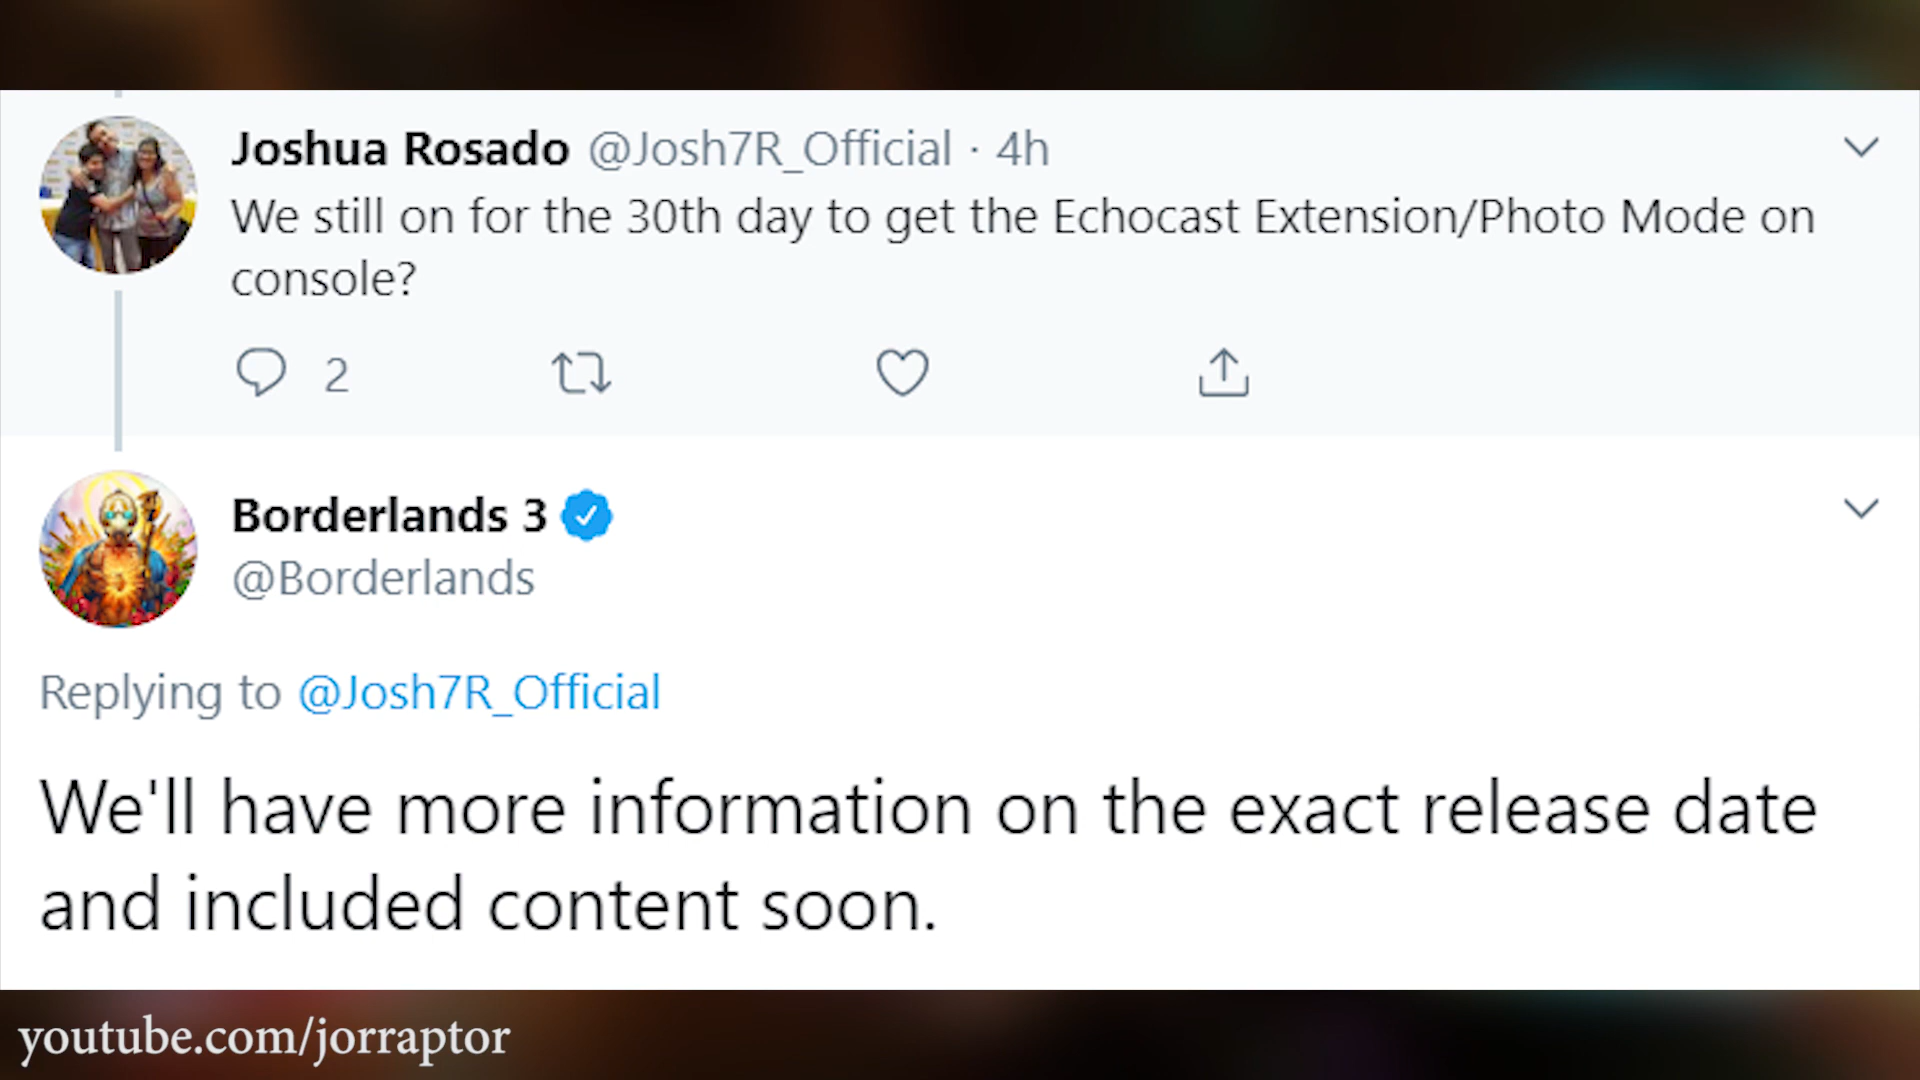 Joshua Rosado @Josh7R_Official · 4h
We still on for the 30th day to get the Echocast Extension/Photo Mode on
console?
2
Borderlands 3
@Borderlands
Replying to @Josh7R_Official
We'll have more information on the exact release date
and included content soon.
youtube.com/jorraptor